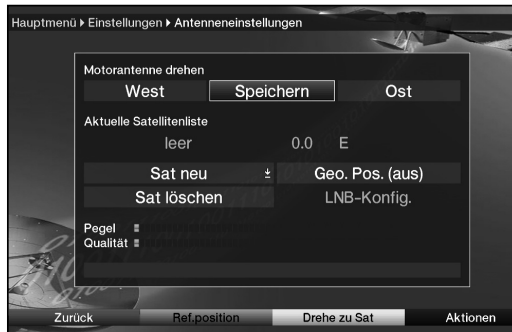 Hauptmenü ▸ Einstellungen ▸ Antenneneinstellungen
Motorantenne drehen
West Speichern Ost
Aktuelle Satellitenliste
leer 0.0 E
Sat neu Geo. Pos. (aus)
Sat löschen LNB-Konfig.
Pegel
Qualität
Zurück Ref.position Drehe zu Sat Aktionen